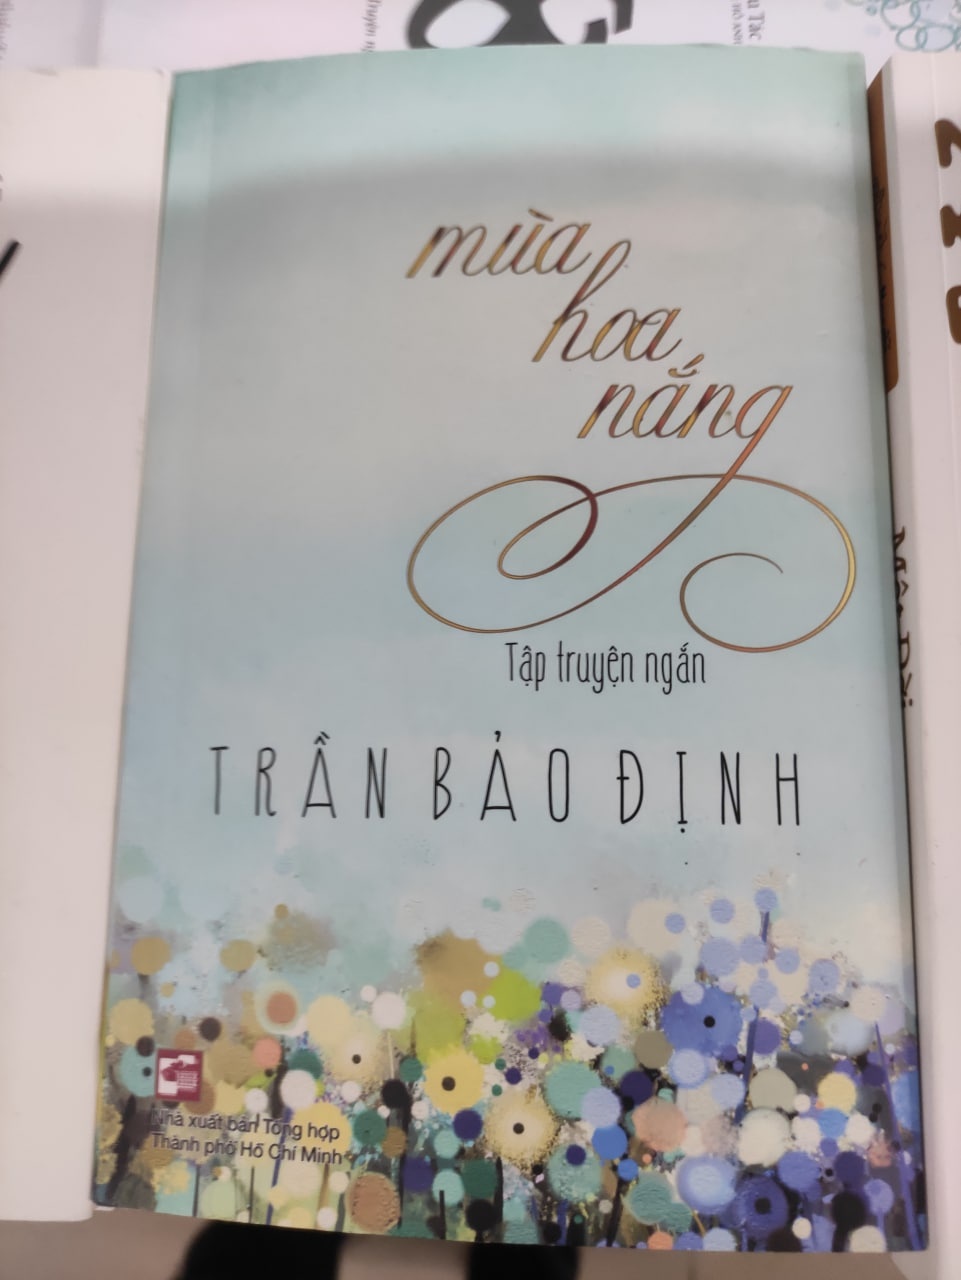 mùa
hoa
nắng
Tập truyện ngắn
TRẦN BẢO ĐỊNH
Nhà xuất bản Tổng hợp
Thành phố Hồ Chí Minh